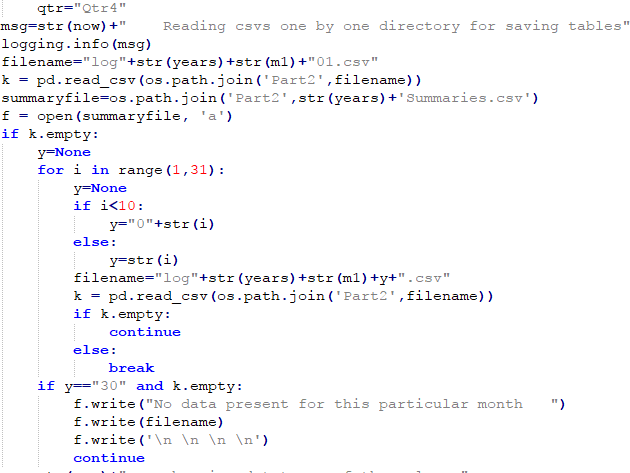 qtr="Qtr4"
msg=str(now)+"    Reading csvs one by one directory for saving tables"
logging.info(msg)
filename="log"+str(years)+str(m1)+"01.csv"
k = pd.read_csv(os.path.join('Part2',filename))
summaryfile=os.path.join('Part2',str(years)+'Summaries.csv')
f = open(summaryfile, 'a')
if k.empty:
    y=None
    for i in range(1,31):
        y=None
        if i<10:
            y="0"+str(i)
        else:
            y=str(i)
        filename="log"+str(years)+str(m1)+y+".csv"
        k = pd.read_csv(os.path.join('Part2',filename))
        if k.empty:
            continue
        else:
            break
    if y=="30" and k.empty:
        f.write("No data present for this particular month   ")
        f.write(filename)
        f.write('\n \n \n \n')
        continue